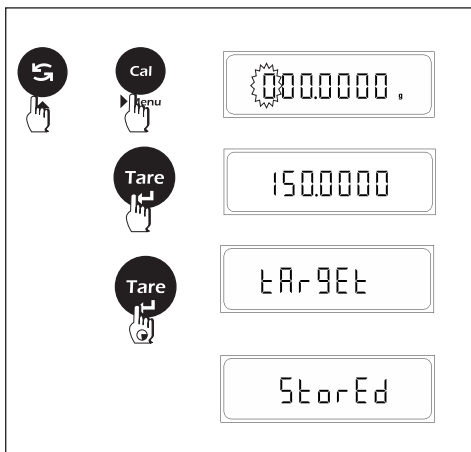 Cal
Menu
000.0000 g
Tare
150.0000
tArgEt
Tare
StorEd